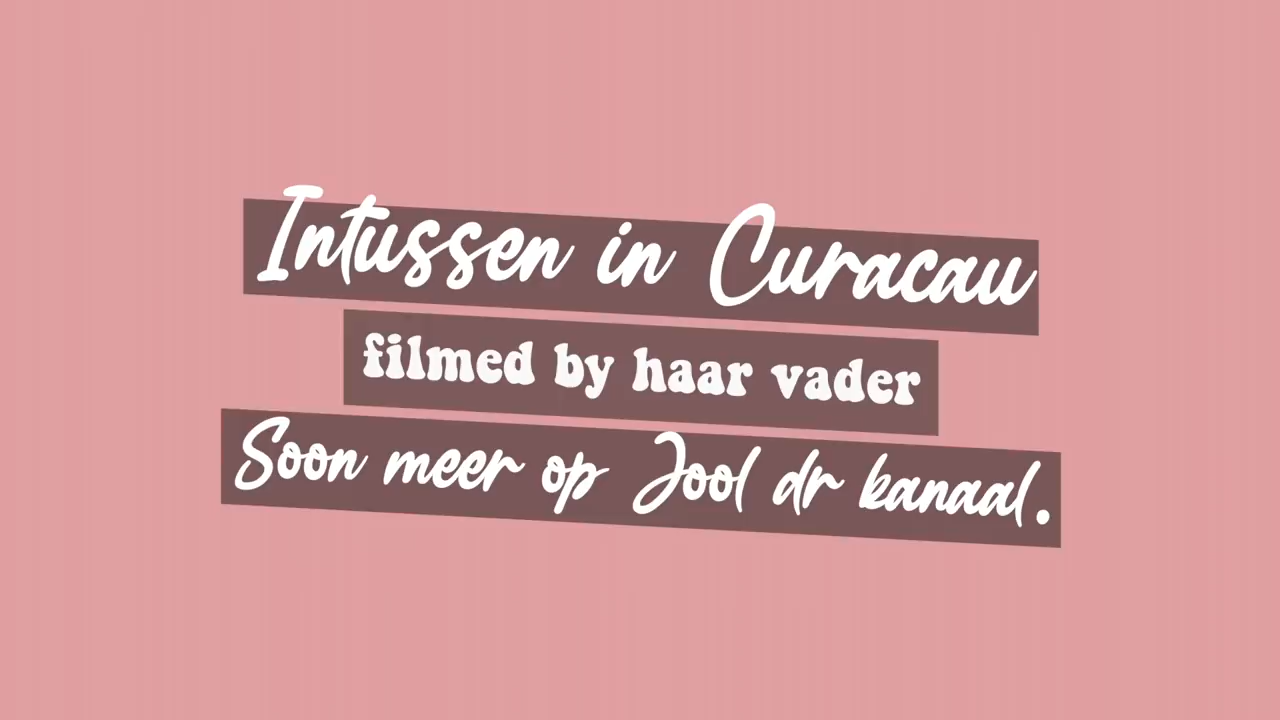 Intussen in Curacau
filmed by haar vader
Soon meer op Jool dr kanaal.